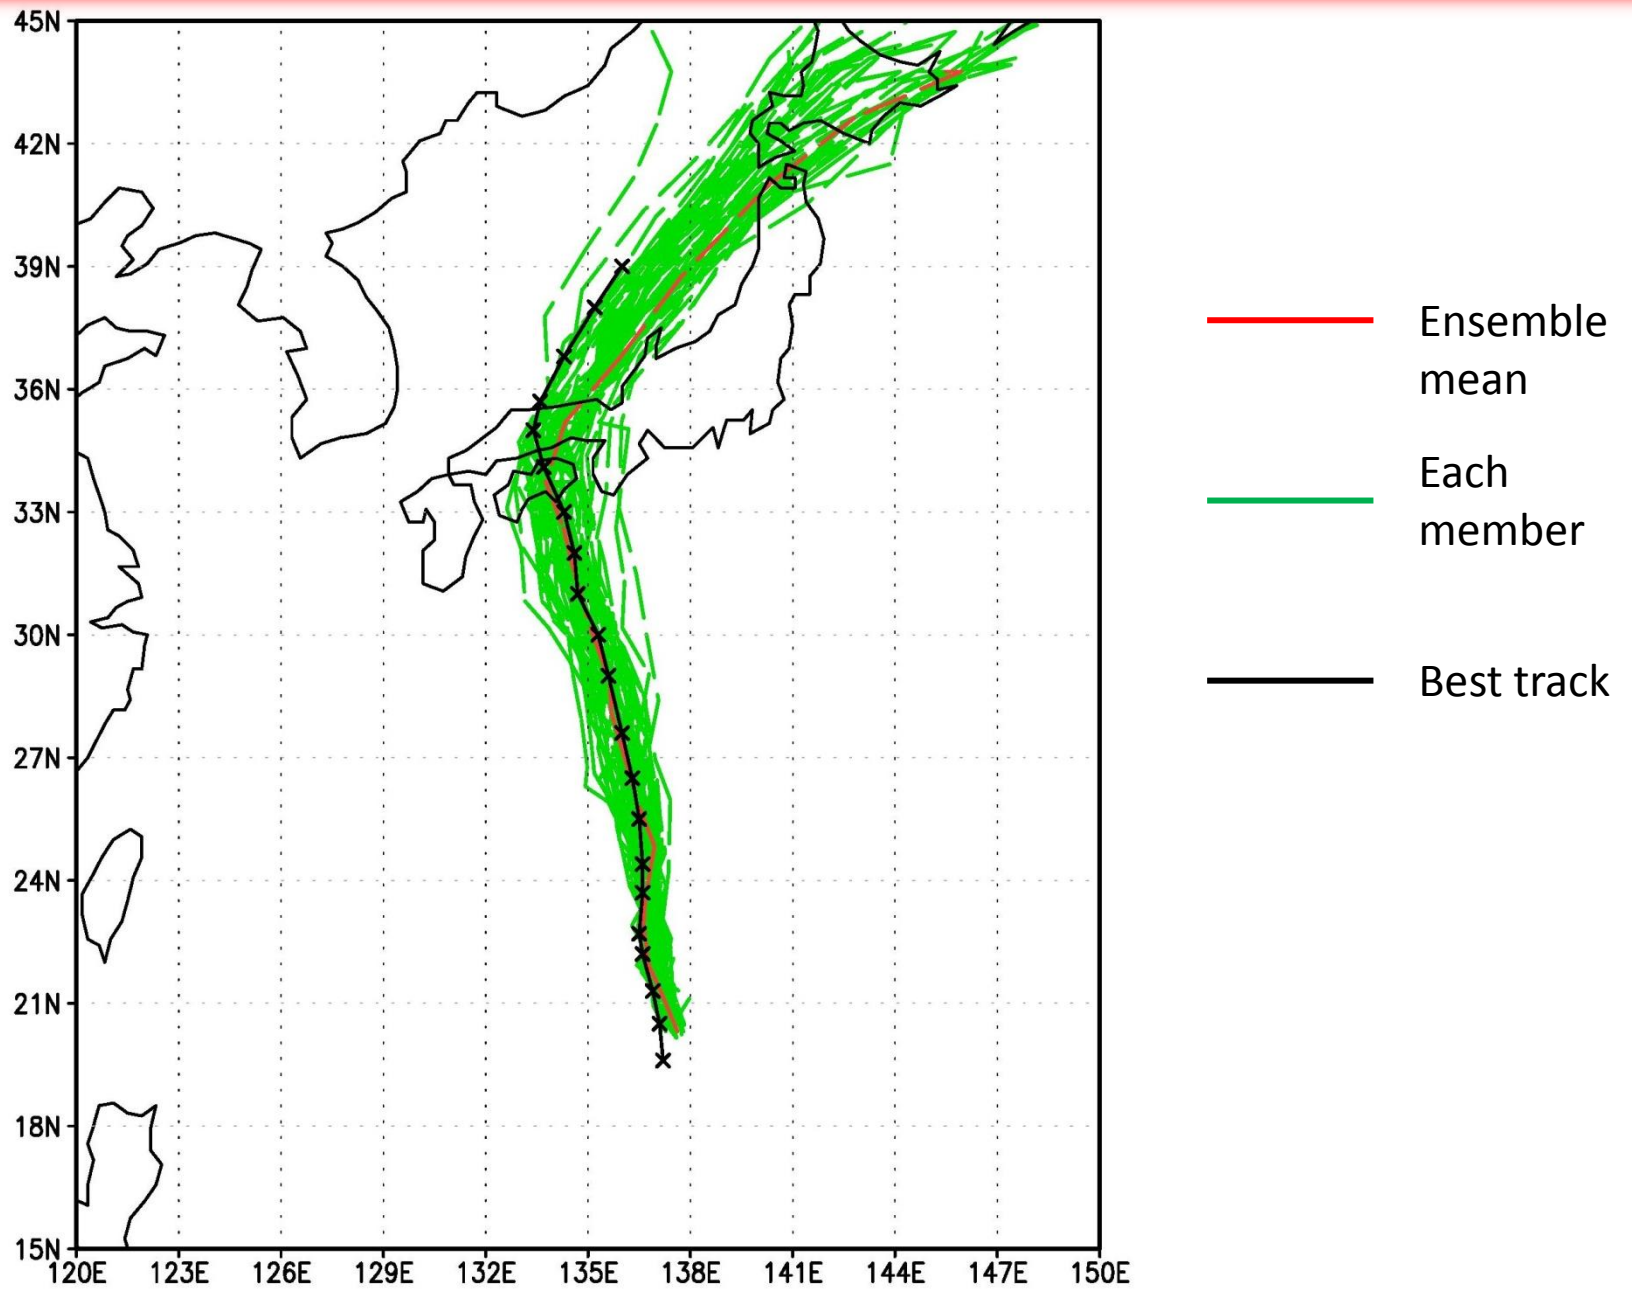 45N
42N
39N
36N
33N
30N
27N
24N
21N
18N
15N
120E 123E 126E 129E 132E 135E 138E 141E 144E 147E 150E
Ensemble
mean
Each
member
Best track